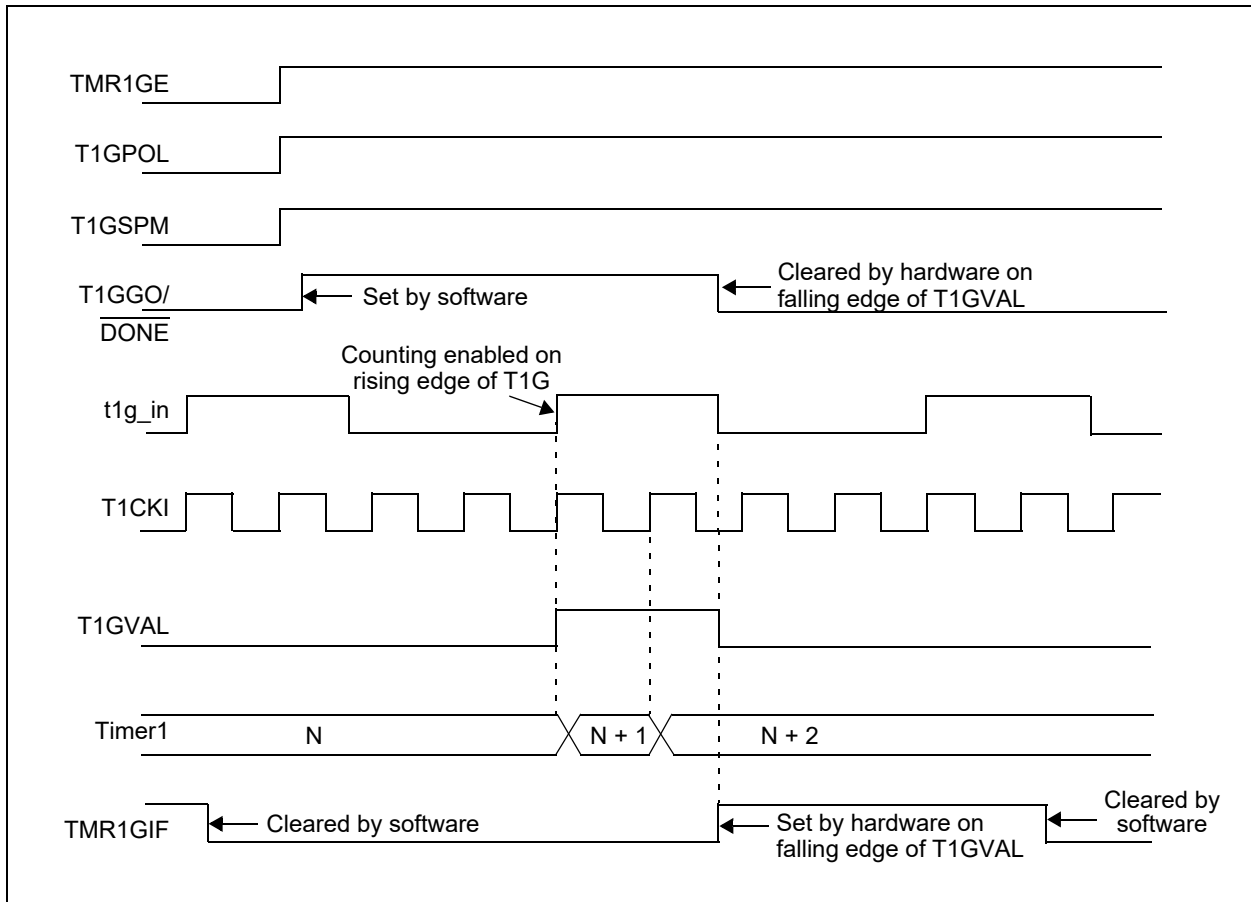 TMR1GE
T1GPOL
T1GSPM
T1GGO/
DONE
Set by software
Cleared by hardware on
falling edge of T1GVAL
Counting enabled on
rising edge of T1G
t1g_in
T1CKI
T1GVAL
Timer1
N
N + 1
N + 2
TMR1GIF
Cleared by software
Set by hardware on
falling edge of T1GVAL
Cleared by
software